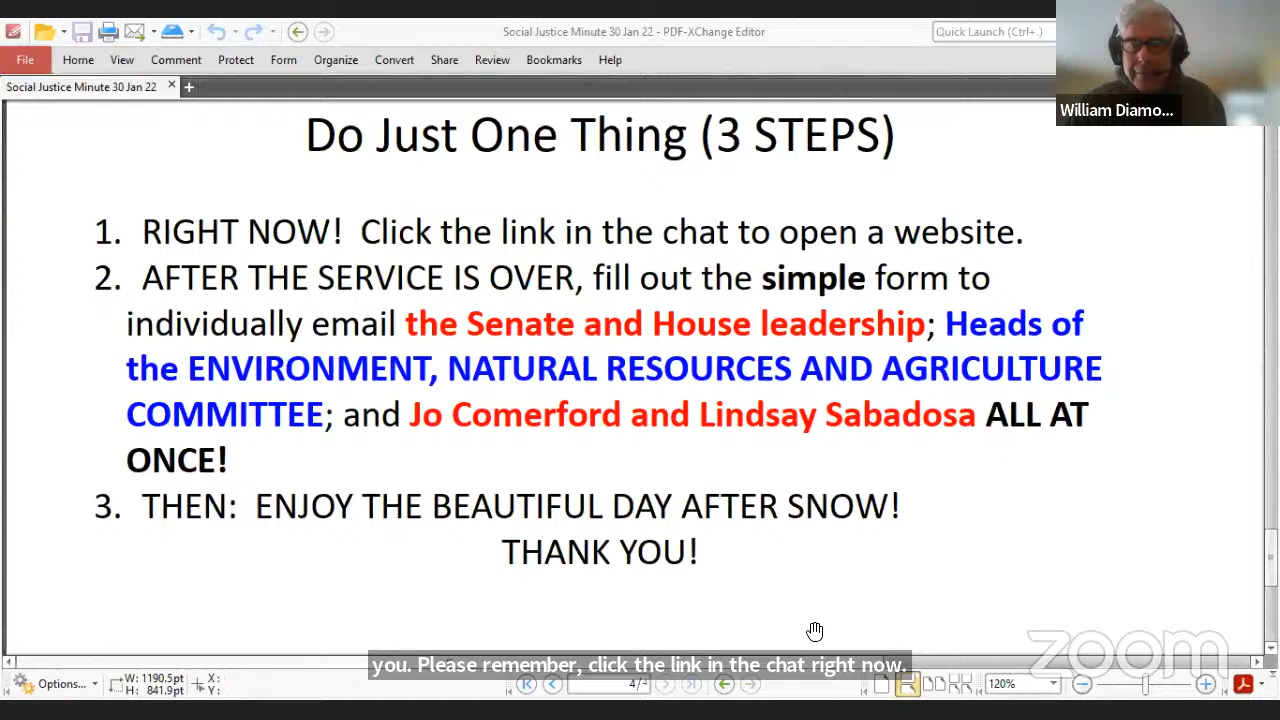 Social Justice Minute 30 Jan 22 - PDF-XChange Editor
Quick Launch (Ctrl+.)
File Home View Comment Protect Form Organize Convert Share Review Bookmarks Help
Social Justice Minute 30 Jan 22
William Diamo...
Do Just One Thing (3 STEPS)
1. RIGHT NOW! Click the link in the chat to open a website.
2. AFTER THE SERVICE IS OVER, fill out the simple form to
individually email the Senate and House leadership; Heads of
the ENVIRONMENT, NATURAL RESOURCES AND AGRICULTURE
COMMITTEE; and Jo Comerford and Lindsay Sabadosa ALL AT
ONCE!
3. THEN: ENJOY THE BEAUTIFUL DAY AFTER SNOW!
THANK YOU!
zoom
you. Please remember, click the link in the chat right now.
Options... W: 1190.5pt X: 4/4 120%
H: 841.9pt Y: